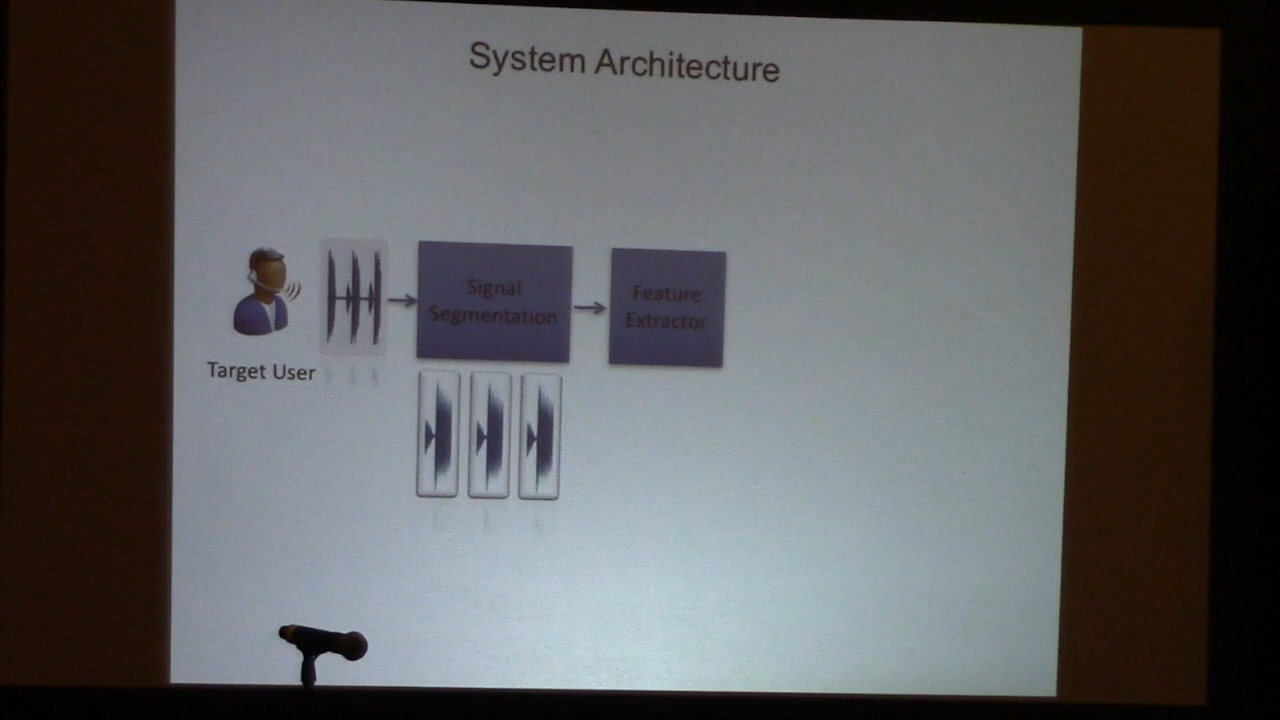 System Architecture
Signal
Segmentation
Feature
Extractor
Target User